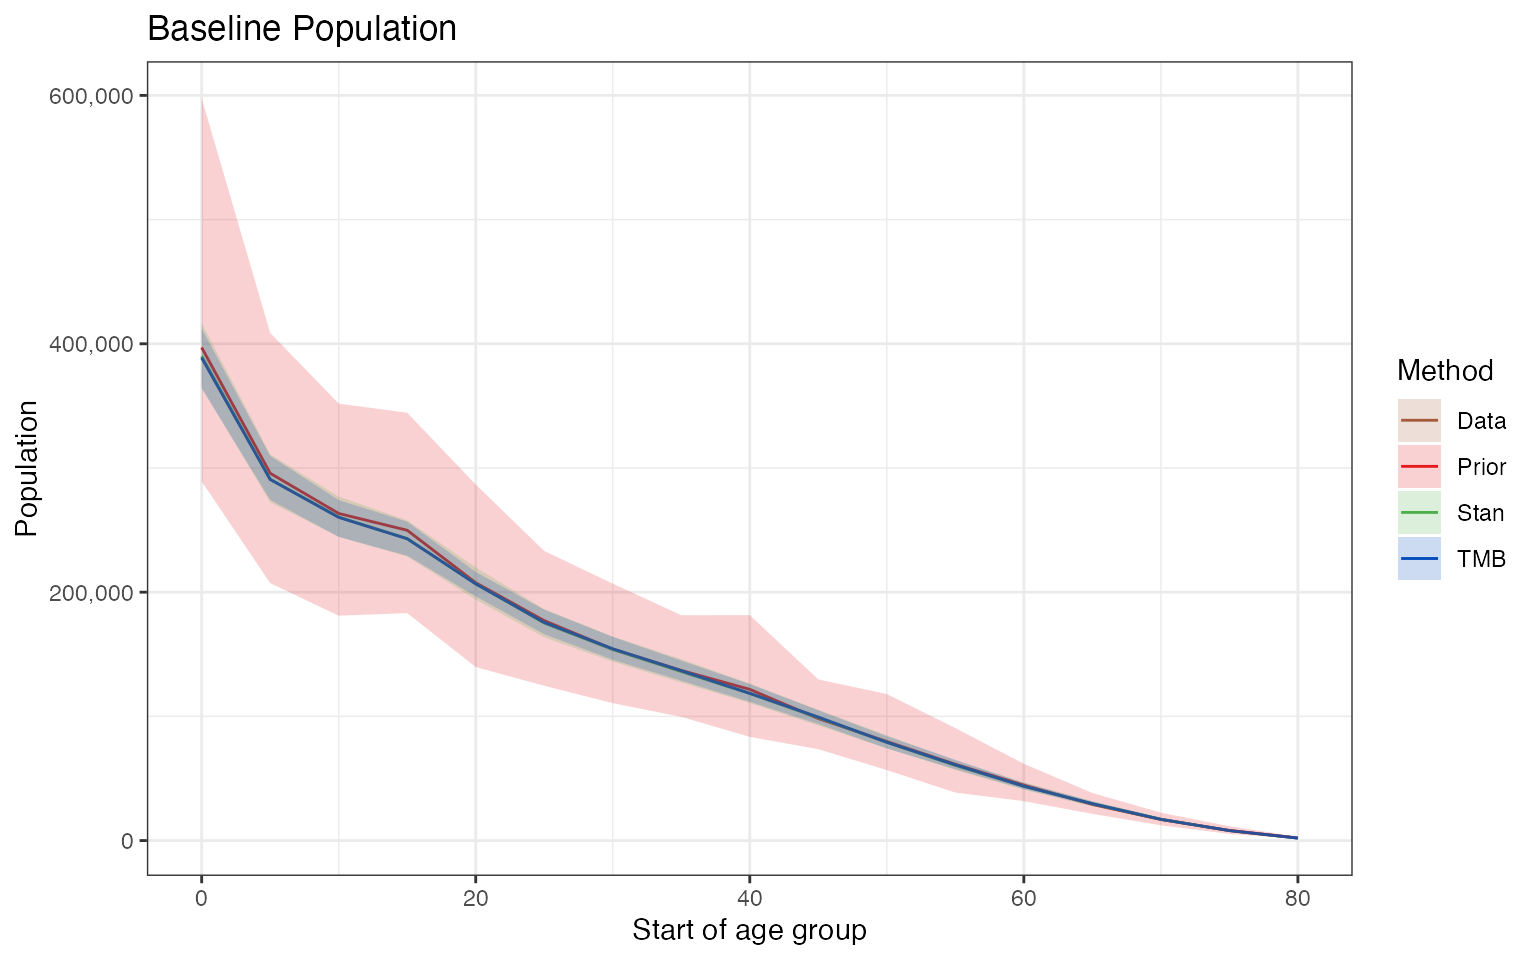 Baseline Population
600,000
400,000
200,000
0
Population
0 20 40 60 80
Start of age group
Method
Data
Prior
Stan
TMB